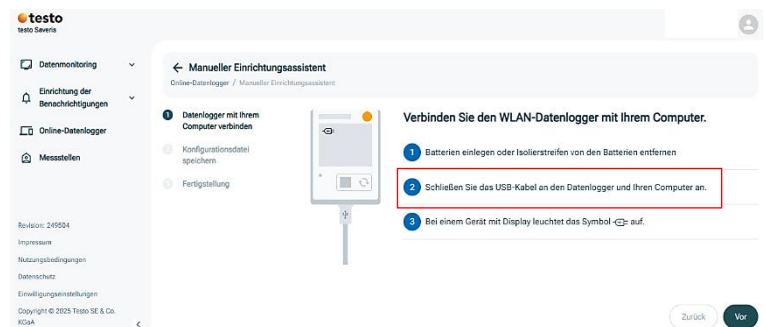 testo
testo Saveris
Datenmonitoring
Einrichtung der
Benachrichtigungen
Online-Datenlogger
Messstellen
Revision: 249504
Impressum
Nutzungsbedingungen
Datenschutz
Einwilligungseinstellungen
Copyright © 2025 Testo SE & Co.
KGaA
Manueller Einrichtungsassistent
Online-Datenlogger / Manueller Einrichtungsassistent
1 Datenlogger mit Ihrem
Computer verbinden
2 Konfigurationsdatei
speichern
3 Fertigstellung
Verbinden Sie den WLAN-Datenlogger mit Ihrem Computer.
1 Batterien einlegen oder Isolierstreifen von den Batterien entfernen
2 Schließen Sie das USB-Kabel an den Datenlogger und Ihren Computer an.
3 Bei einem Gerät mit Display leuchtet das Symbol auf.
Zurück
Vor